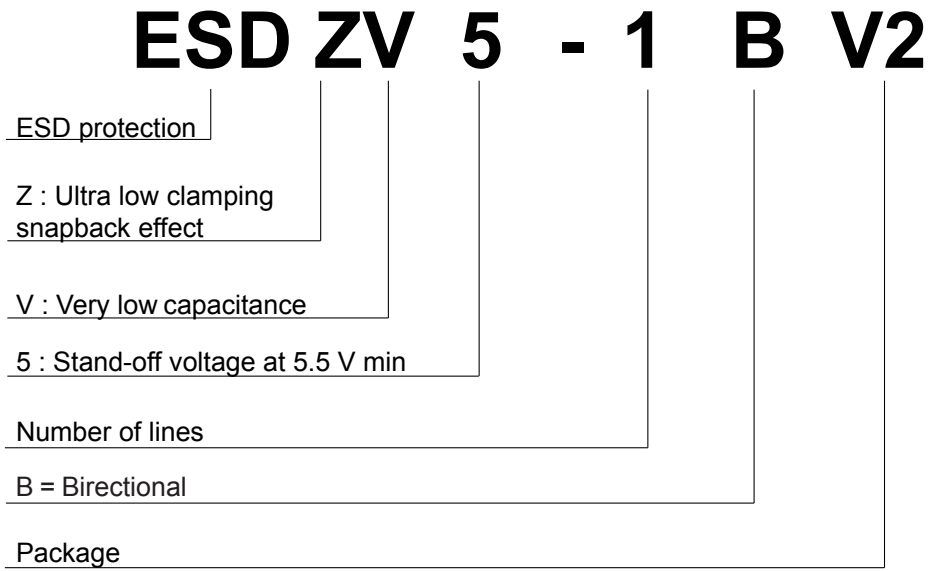 ESD ZV 5 - 1 B V2
ESD protection
Z : Ultra low clamping
snapback effect
V : Very low capacitance
5 : Stand-off voltage at 5.5 V min
Number of lines
B = Birectional
Package